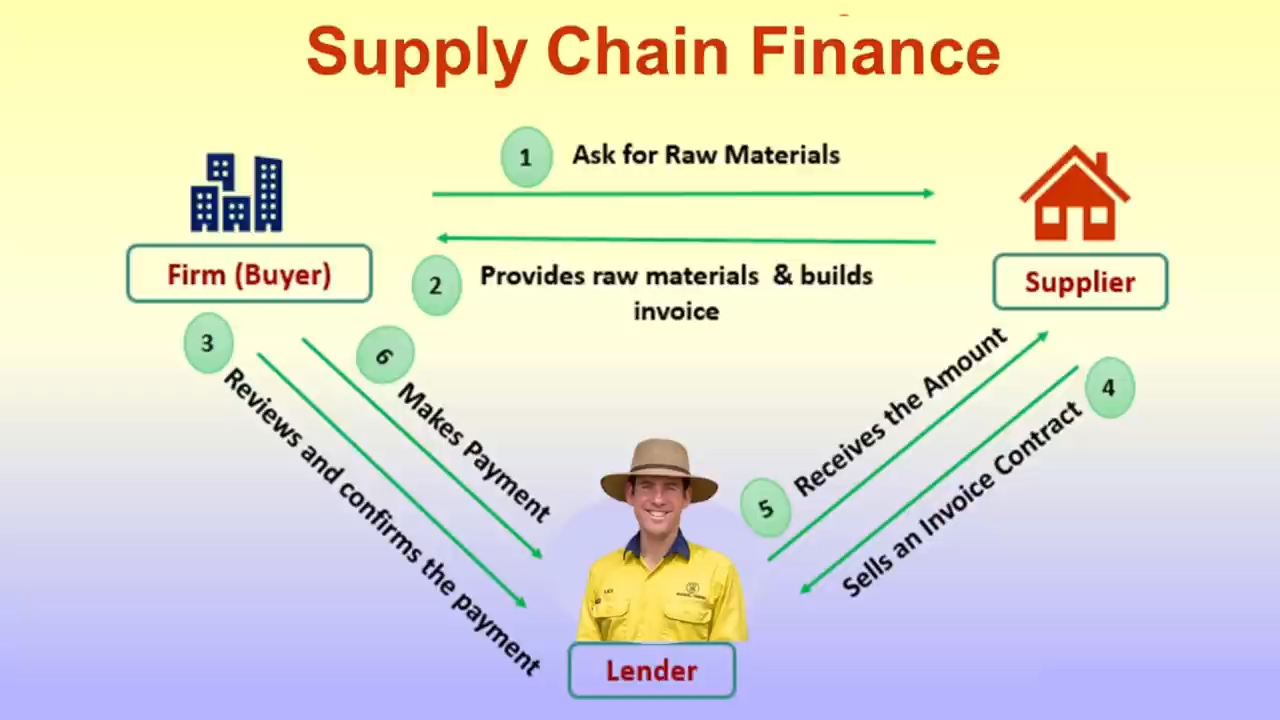 Supply Chain Finance
1 Ask for Raw Materials
Firm (Buyer)
Supplier
2 Provides raw materials & builds
invoice
3 Reviews and confirms the payment
6 Makes Payment
5 Receives the Amount
4 Sells an Invoice Contract
Lender